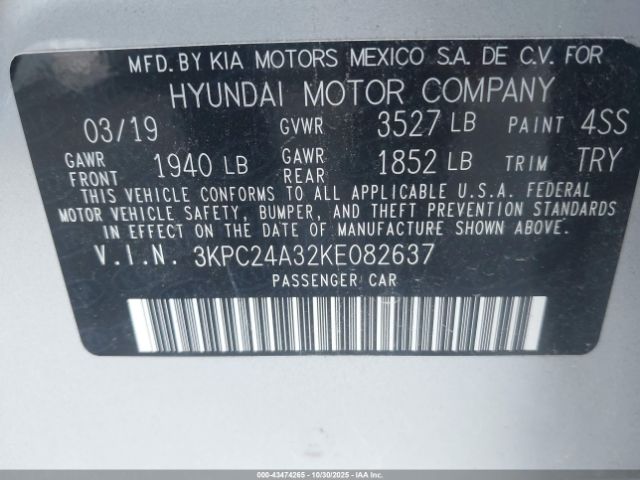 MFD. BY KIA MOTORS MEXICO S.A. DE C.V. FOR
HYUNDAI MOTOR COMPANY
03/19 GVWR 3527 LB PAINT 4SS
GAWR FRONT 1940 LB GAWR REAR 1852 LB TRIM TRY
THIS VEHICLE CONFORMS TO ALL APPLICABLE U.S.A. FEDERAL
MOTOR VEHICLE SAFETY, BUMPER, AND THEFT PREVENTION STANDARDS
IN EFFECT ON THE DATE OF MANUFACTURE SHOWN ABOVE.
V.I.N. 3KPC24A32KE082637
PASSENGER CAR
000-43474265 - 10/30/2025 - IAA, Inc.